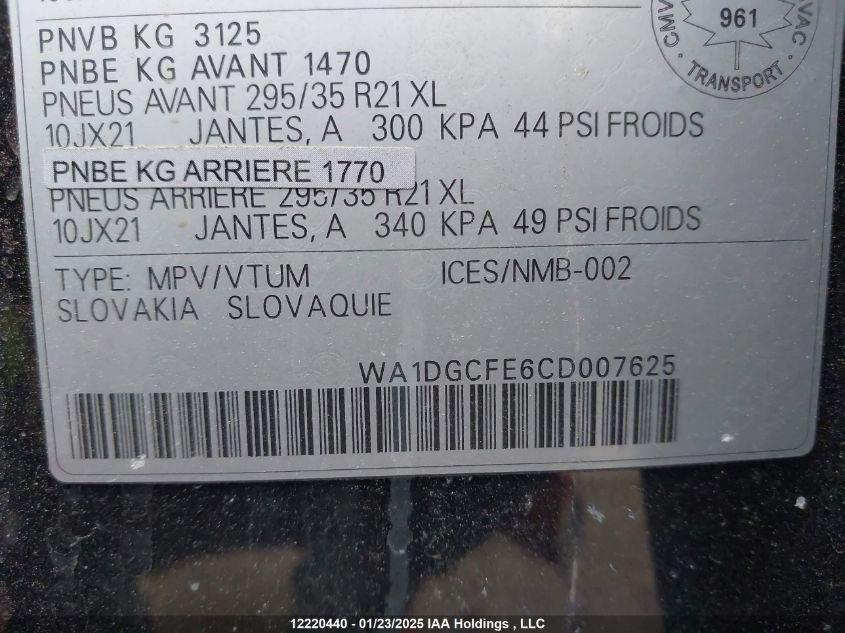 PNVB KG 3125
PNBE KG AVANT 1470
PNEUS AVANT 295/35 R21 XL
10JX21 JANTES, A 300 KPA 44 PSI FROIDS
PNBE KG ARRIERE 1770
PNEUS ARRIERE 295/35 R21 XL
10JX21 JANTES, A 340 KPA 49 PSI FROIDS
TYPE: MPV/VTUM ICES/NMB-002
SLOVAKIA SLOVAQUIE
WA1DGCFE6CD007625
961
TRANSPORT
12220440 - 01/23/2025 IAA Holdings , LLC